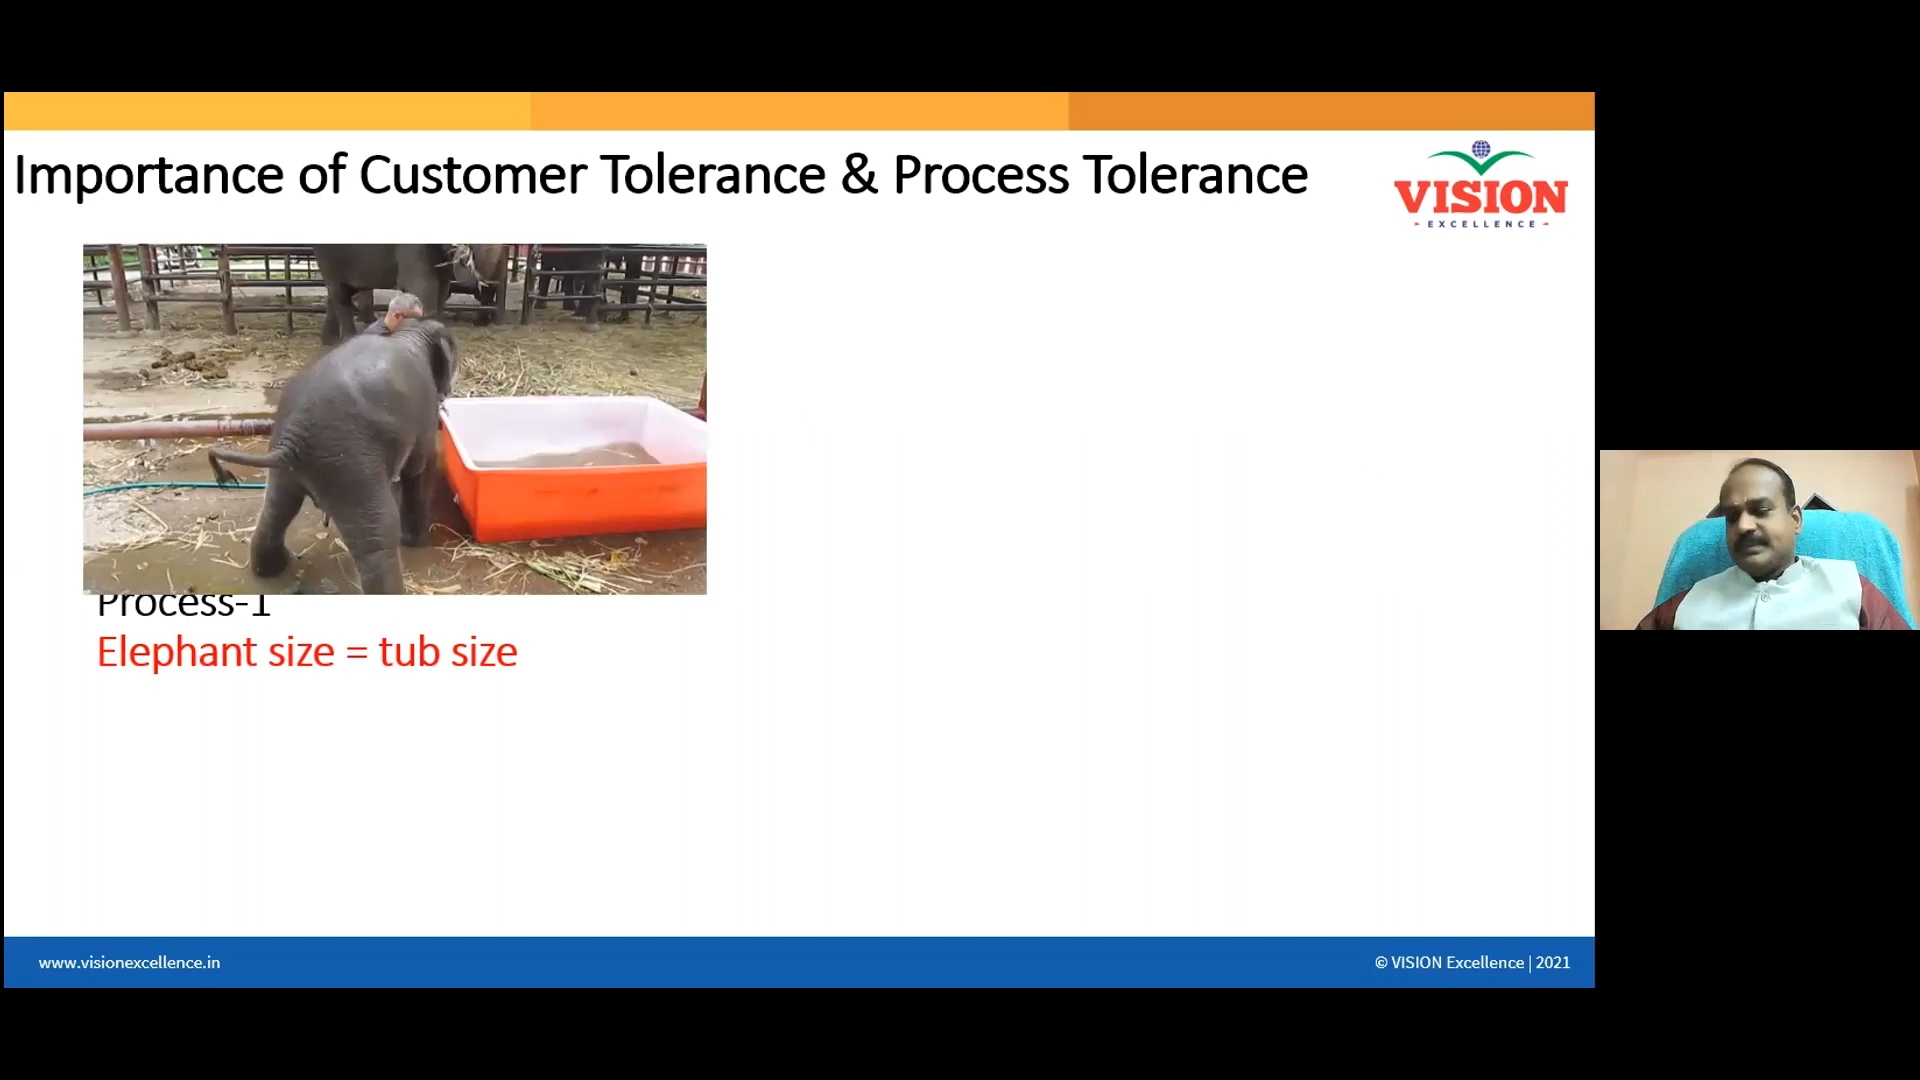 Importance of Customer Tolerance & Process Tolerance
VISION
EXCELLENCE
Process-1
Elephant size = tub size
www.visionexcellence.in
© VISION Excellence | 2021